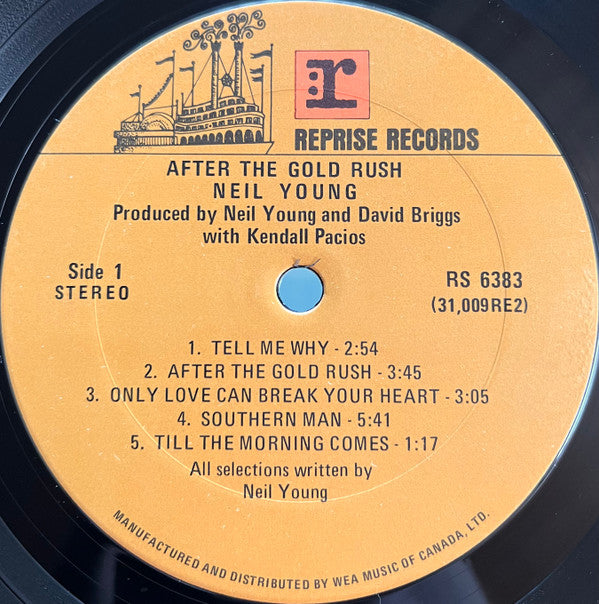 r
REPRISE RECORDS
AFTER THE GOLD RUSH
NEIL YOUNG
Produced by Neil Young and David Briggs
with Kendall Pacios
Side 1
STEREO
RS 6383
(31,009RE2)
1. TELL ME WHY - 2:54
2. AFTER THE GOLD RUSH - 3:45
3. ONLY LOVE CAN BREAK YOUR HEART - 3:05
4. SOUTHERN MAN - 5:41
5. TILL THE MORNING COMES - 1:17
All selections written by
Neil Young
MANUFACTURED AND DISTRIBUTED BY WEA MUSIC OF CANADA, LTD.